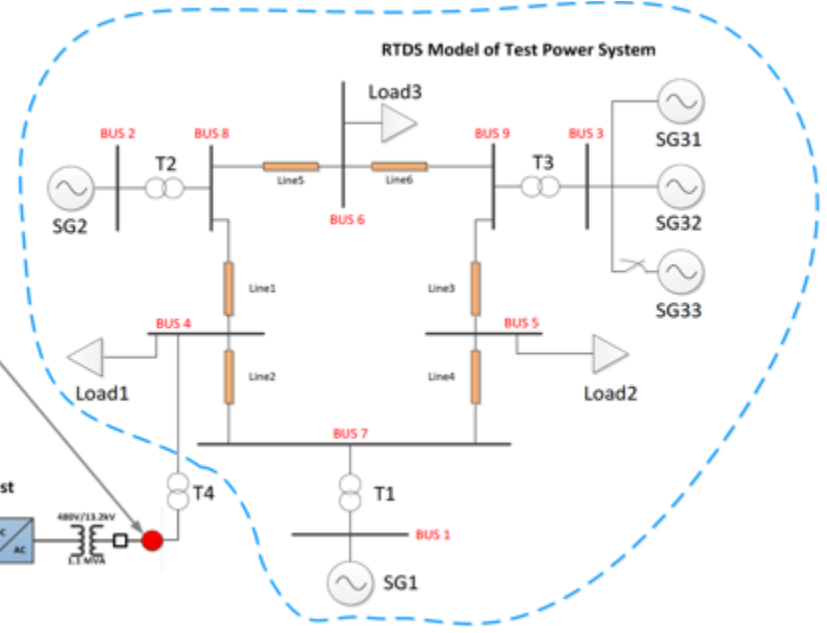 RTDS Model of Test Power System
Load3
BUS 2
BUS 8
BUS 9
BUS 3
SG31
T2
T3
Line5
Line6
SG2
BUS 6
SG32
Line1
Line3
SG33
BUS 4
BUS 5
Load1
Line2
Line4
Load2
BUS 7
st
T4
T1
480V/13.2kV
C
AC
1.1 MVA
BUS 1
SG1